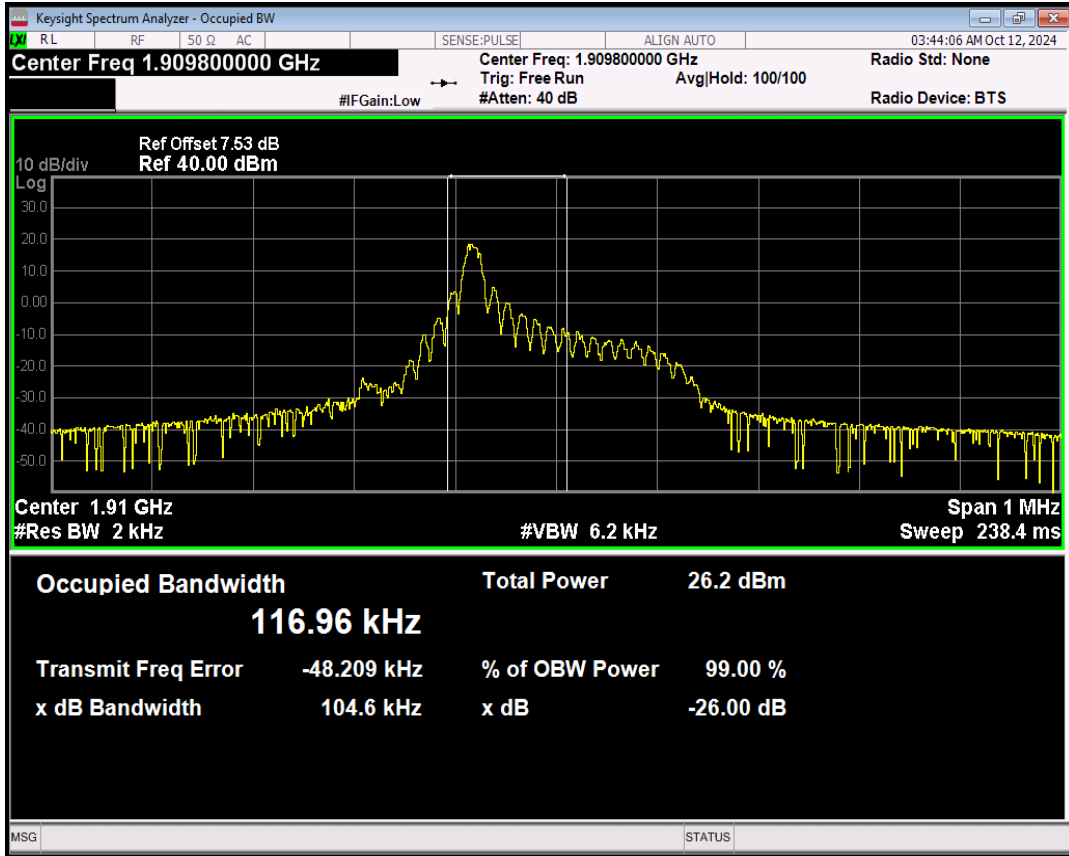 Keysight Spectrum Analyzer - Occupied BW
LXI RL RF 50 Ω AC SENSE:PULSE ALIGN AUTO 03:44:06 AM Oct 12, 2024
Center Freq 1.909800000 GHz Center Freq: 1.909800000 GHz Radio Std: None
Trig: Free Run Avg|Hold: 100/100
#IFGain:Low #Atten: 40 dB Radio Device: BTS
Ref Offset 7.53 dB
10 dB/div Ref 40.00 dBm
Log
30.0
20.0
10.0
0.00
-10.0
-20.0
-30.0
-40.0
-50.0
Center 1.91 GHz Span 1 MHz
#Res BW 2 kHz #VBW 6.2 kHz Sweep 238.4 ms
Occupied Bandwidth Total Power 26.2 dBm
116.96 kHz
Transmit Freq Error -48.209 kHz % of OBW Power 99.00 %
x dB Bandwidth 104.6 kHz x dB -26.00 dB
MSG STATUS